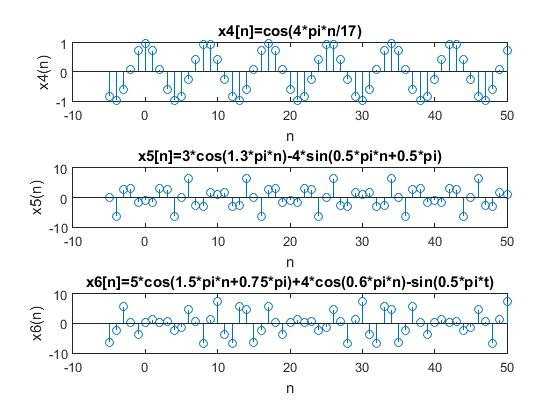 x4[n]=cos(4*pi*n/17)
1
0
-1
x4(n)
-10 0 10 20 30 40 50
n
x5[n]=3*cos(1.3*pi*n)-4*sin(0.5*pi*n+0.5*pi)
10
0
-10
x5(n)
-10 0 10 20 30 40 50
n
x6[n]=5*cos(1.5*pi*n+0.75*pi)+4*cos(0.6*pi*n)-sin(0.5*pi*t)
10
0
-10
x6(n)
-10 0 10 20 30 40 50
n